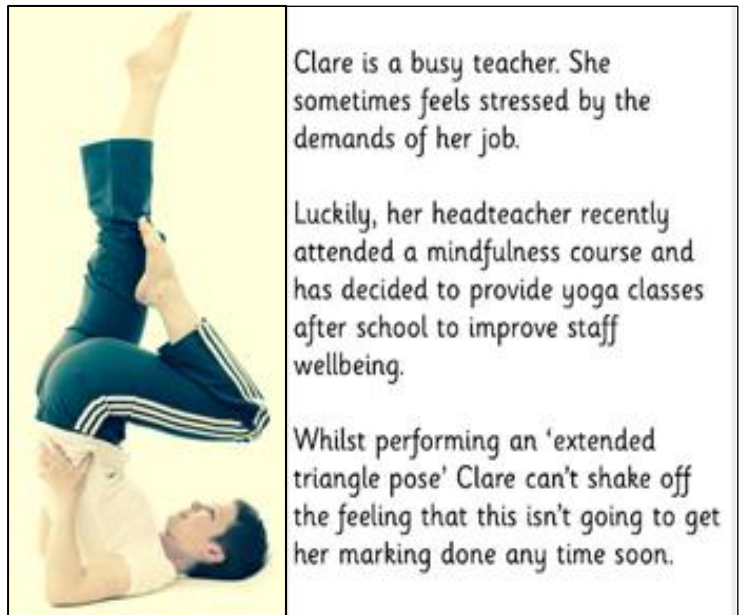 Clare is a busy teacher. She
sometimes feels stressed by the
demands of her job.
Luckily, her headteacher recently
attended a mindfulness course and
has decided to provide yoga classes
after school to improve staff
wellbeing.
Whilst performing an ‘extended
triangle pose’ Clare can’t shake off
the feeling that this isn’t going to get
her marking done any time soon.